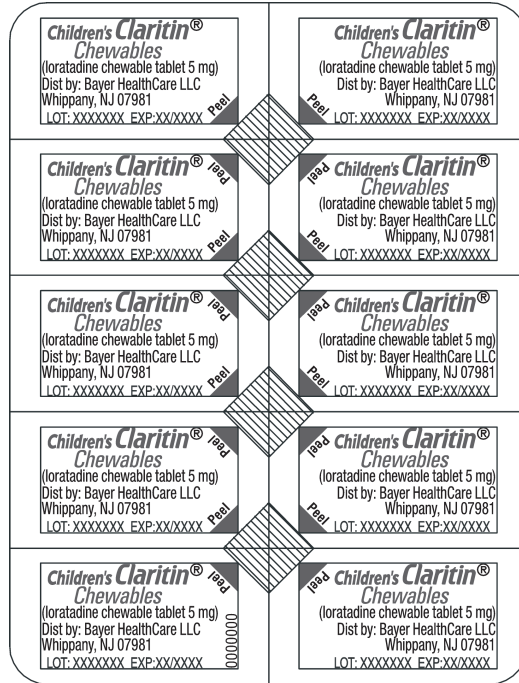 Children's Claritin®
Chewables
(loratadine chewable tablet 5 mg)
Dist by: Bayer HealthCare LLC
Whippany, NJ 07981
LOT: XXXXXXX EXP:XX/XXXX
Peel
Children's Claritin®
Chewables
(loratadine chewable tablet 5 mg)
Dist by: Bayer HealthCare LLC
Whippany, NJ 07981
LOT: XXXXXXX EXP:XX/XXXX
Peel
Children's Claritin®
Chewables
(loratadine chewable tablet 5 mg)
Dist by: Bayer HealthCare LLC
Whippany, NJ 07981
LOT: XXXXXXX EXP:XX/XXXX
Peel
Peel
Children's Claritin®
Chewables
(loratadine chewable tablet 5 mg)
Dist by: Bayer HealthCare LLC
Whippany, NJ 07981
LOT: XXXXXXX EXP:XX/XXXX
Peel
Peel
Children's Claritin®
Chewables
(loratadine chewable tablet 5 mg)
Dist by: Bayer HealthCare LLC
Whippany, NJ 07981
LOT: XXXXXXX EXP:XX/XXXX
Peel
Peel
Children's Claritin®
Chewables
(loratadine chewable tablet 5 mg)
Dist by: Bayer HealthCare LLC
Whippany, NJ 07981
LOT: XXXXXXX EXP:XX/XXXX
Peel
Peel
Children's Claritin®
Chewables
(loratadine chewable tablet 5 mg)
Dist by: Bayer HealthCare LLC
Whippany, NJ 07981
LOT: XXXXXXX EXP:XX/XXXX
Peel
Peel
Children's Claritin®
Chewables
(loratadine chewable tablet 5 mg)
Dist by: Bayer HealthCare LLC
Whippany, NJ 07981
LOT: XXXXXXX EXP:XX/XXXX
Peel
Peel
Children's Claritin®
Chewables
(loratadine chewable tablet 5 mg)
Dist by: Bayer HealthCare LLC
Whippany, NJ 07981
LOT: XXXXXXX EXP:XX/XXXX
Peel
0000000
Children's Claritin®
Chewables
(loratadine chewable tablet 5 mg)
Dist by: Bayer HealthCare LLC
Whippany, NJ 07981
LOT: XXXXXXX EXP:XX/XXXX
Peel